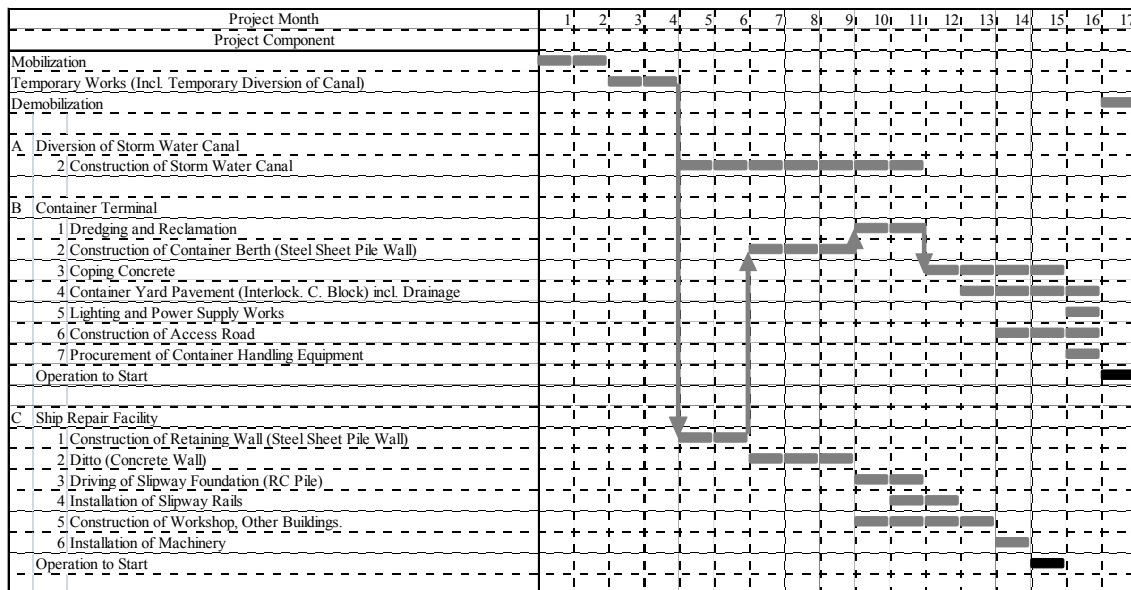 Project Month 1 2 3 4 5 6 7 8 9 10 11 12 13 14 15 16 17
Project Component
Mobilization
Temporary Works (Incl. Temporary Diversion of Canal)
Demobilization
A Diversion of Storm Water Canal
2 Construction of Storm Water Canal
B Container Terminal
1 Dredging and Reclamation
2 Construction of Container Berth (Steel Sheet Pile Wall)
3 Coping Concrete
4 Container Yard Pavement (Interlock. C. Block) incl. Drainage
5 Lighting and Power Supply Works
6 Construction of Access Road
7 Procurement of Container Handling Equipment
Operation to Start
C Ship Repair Facility
1 Construction of Retaining Wall (Steel Sheet Pile Wall)
2 Ditto (Concrete Wall)
3 Driving of Slipway Foundation (RC Pile)
4 Installation of Slipway Rails
5 Construction of Workshop, Other Buildings.
6 Installation of Machinery
Operation to Start